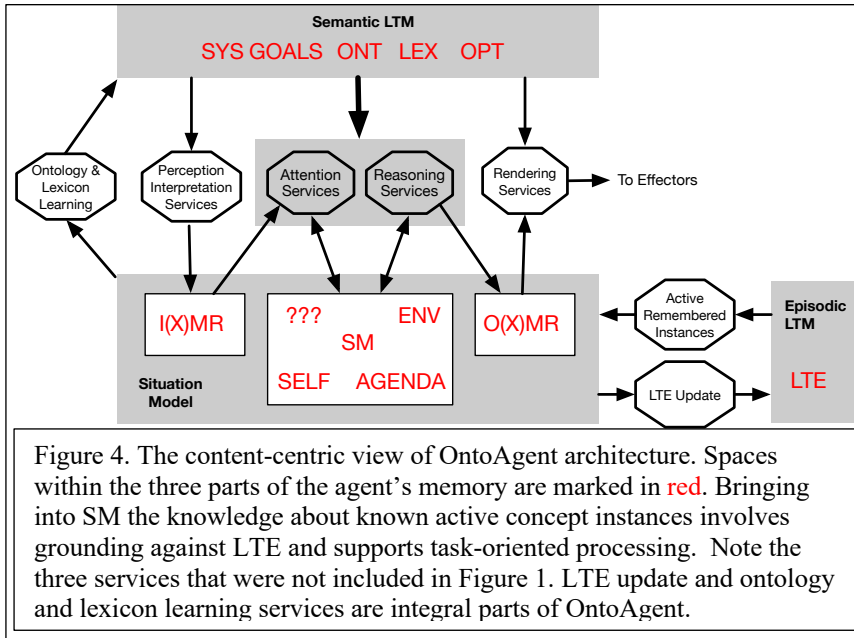 Semantic LTM
SYS GOALS ONT LEX OPT
Ontology &
Lexicon
Learning
Perception
Interpretation
Services
Attention
Services
Reasoning
Services
Rendering
Services
To Effectors
I(X)MR
??? ENV
SM
SELF AGENDA
O(X)MR
Situation
Model
Active
Remembered
Instances
Episodic
LTM
LTE
LTE Update
Figure 4. The content-centric view of OntoAgent architecture. Spaces
within the three parts of the agent's memory are marked in red. Bringing
into SM the knowledge about known active concept instances involves
grounding against LTE and supports task-oriented processing. Note the
three services that were not included in Figure 1. LTE update and ontology
and lexicon learning services are integral parts of OntoAgent.